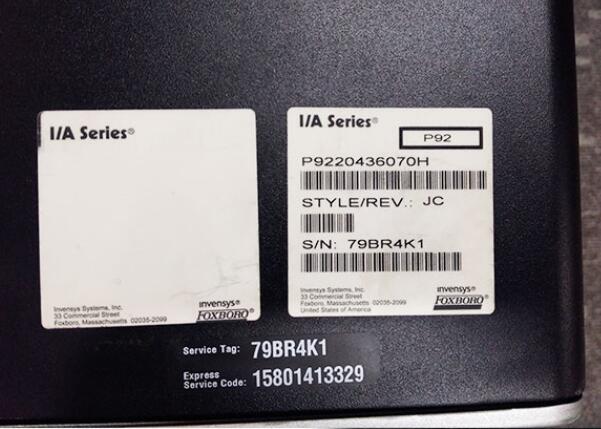 I/A Series®
Invensys Systems, Inc.
33 Commercial Street
Foxboro, Massachusetts 02035-2099
invensys®
FOXBORO®
I/A Series®
P92
P9220436070H
STYLE/REV.: JC
S/N: 79BR4K1
Invensys Systems, Inc.
33 Commercial Street
Foxboro, Massachusetts 02035-2099
United States of America
invensys®
FOXBORO®
Service Tag: 79BR4K1
Express
Service Code: 15801413329